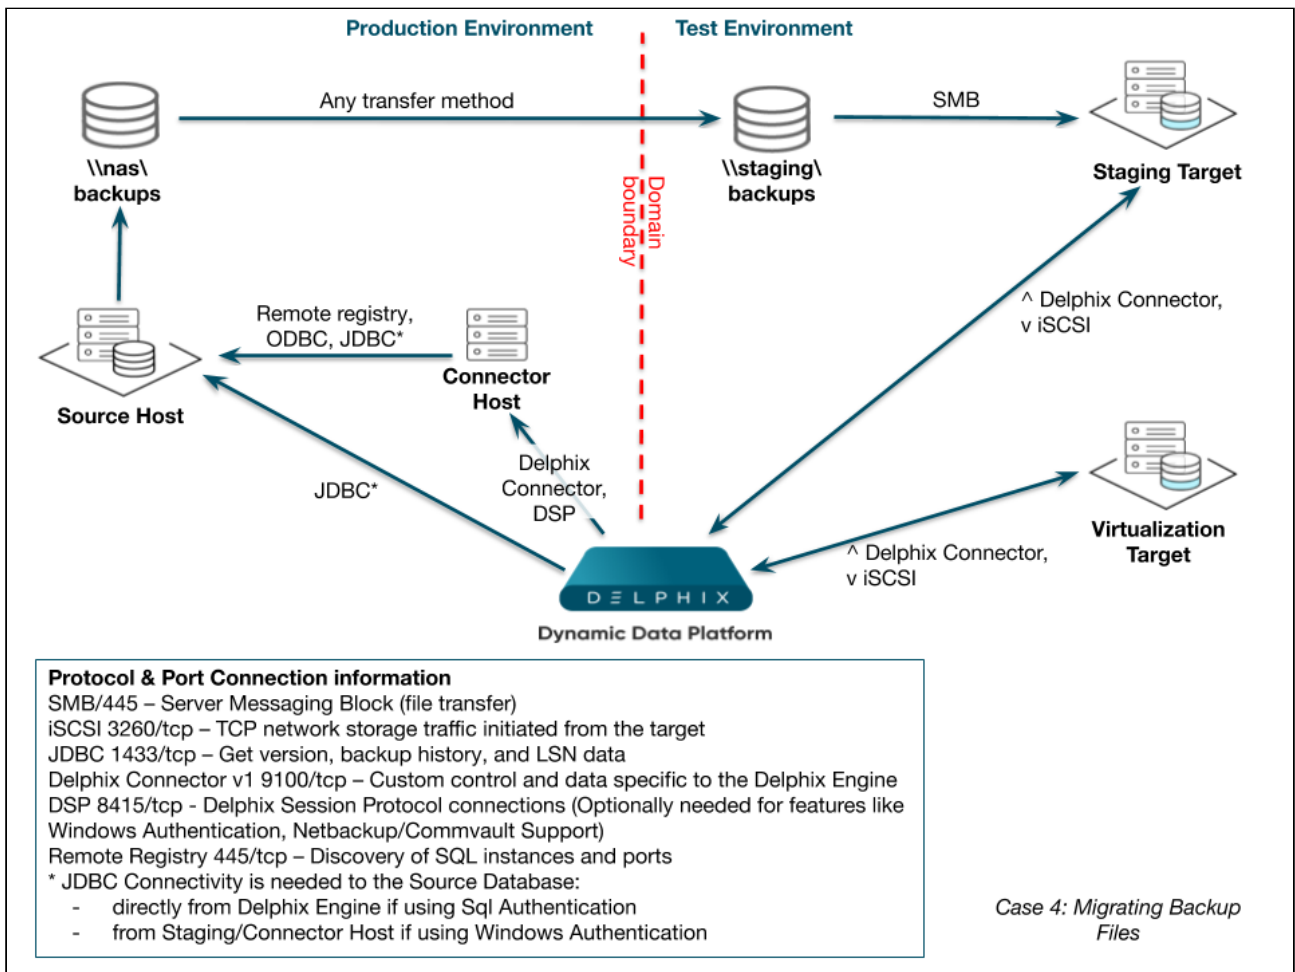 Production Environment
Test Environment
Any transfer method
SMB
\\nas\
backups
\\staging\
backups
Staging Target
Domain
boundary
Remote registry,
ODBC, JDBC*
Connector
Host
Source Host
^ Delphix Connector,
v iSCSI
JDBC*
Delphix
Connector,
DSP
Virtualization
Target
^ Delphix Connector,
v iSCSI
DELPHIX
Dynamic Data Platform
Protocol & Port Connection information
SMB/445 – Server Messaging Block (file transfer)
iSCSI 3260/tcp – TCP network storage traffic initiated from the target
JDBC 1433/tcp – Get version, backup history, and LSN data
Delphix Connector v1 9100/tcp – Custom control and data specific to the Delphix Engine
DSP 8415/tcp - Delphix Session Protocol connections (Optionally needed for features like
Windows Authentication, Netbackup/Commvault Support)
Remote Registry 445/tcp – Discovery of SQL instances and ports
* JDBC Connectivity is needed to the Source Database:
- directly from Delphix Engine if using Sql Authentication
- from Staging/Connector Host if using Windows Authentication
Case 4: Migrating Backup
Files